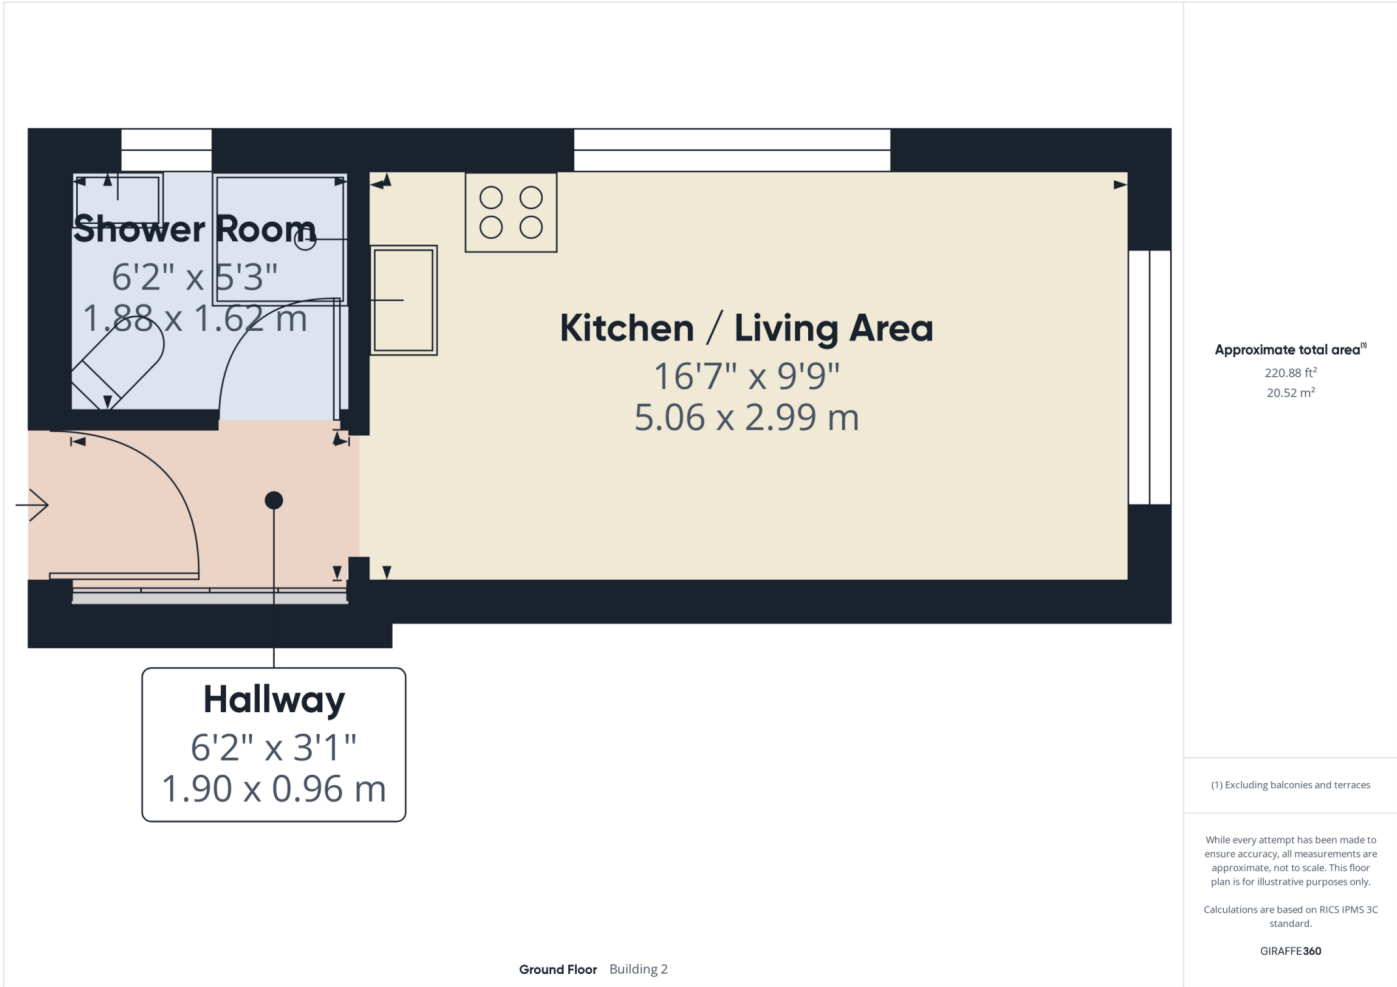 Shower Room
6'2" x 5'3"
1.88 x 1.62 m
Kitchen / Living Area
16'7" x 9'9"
5.06 x 2.99 m
Hallway
6'2" x 3'1"
1.90 x 0.96 m
Ground Floor Building 2
Approximate total area(1)
220.88 ft²
20.52 m²
(1) Excluding balconies and terraces
While every attempt has been made to
ensure accuracy, all measurements are
approximate, not to scale. This floor
plan is for illustrative purposes only.
Calculations are based on RICS IPMS 3C
standard.
GIRAFFE360